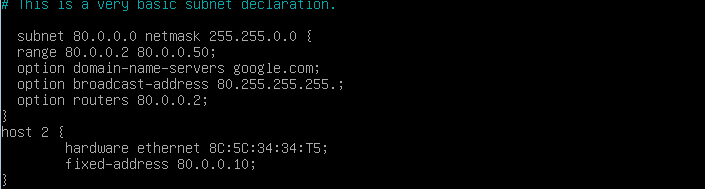 # This is a very basic subnet declaration.
subnet 80.0.0.0 netmask 255.255.0.0 {
range 80.0.0.2 80.0.0.50;
option domain-name-servers google.com;
option broadcast-address 80.255.255.255.;
option routers 80.0.0.2;
}
host 2 {
hardware ethernet 8C:5C:34:34:T5;
fixed-address 80.0.0.10;
}